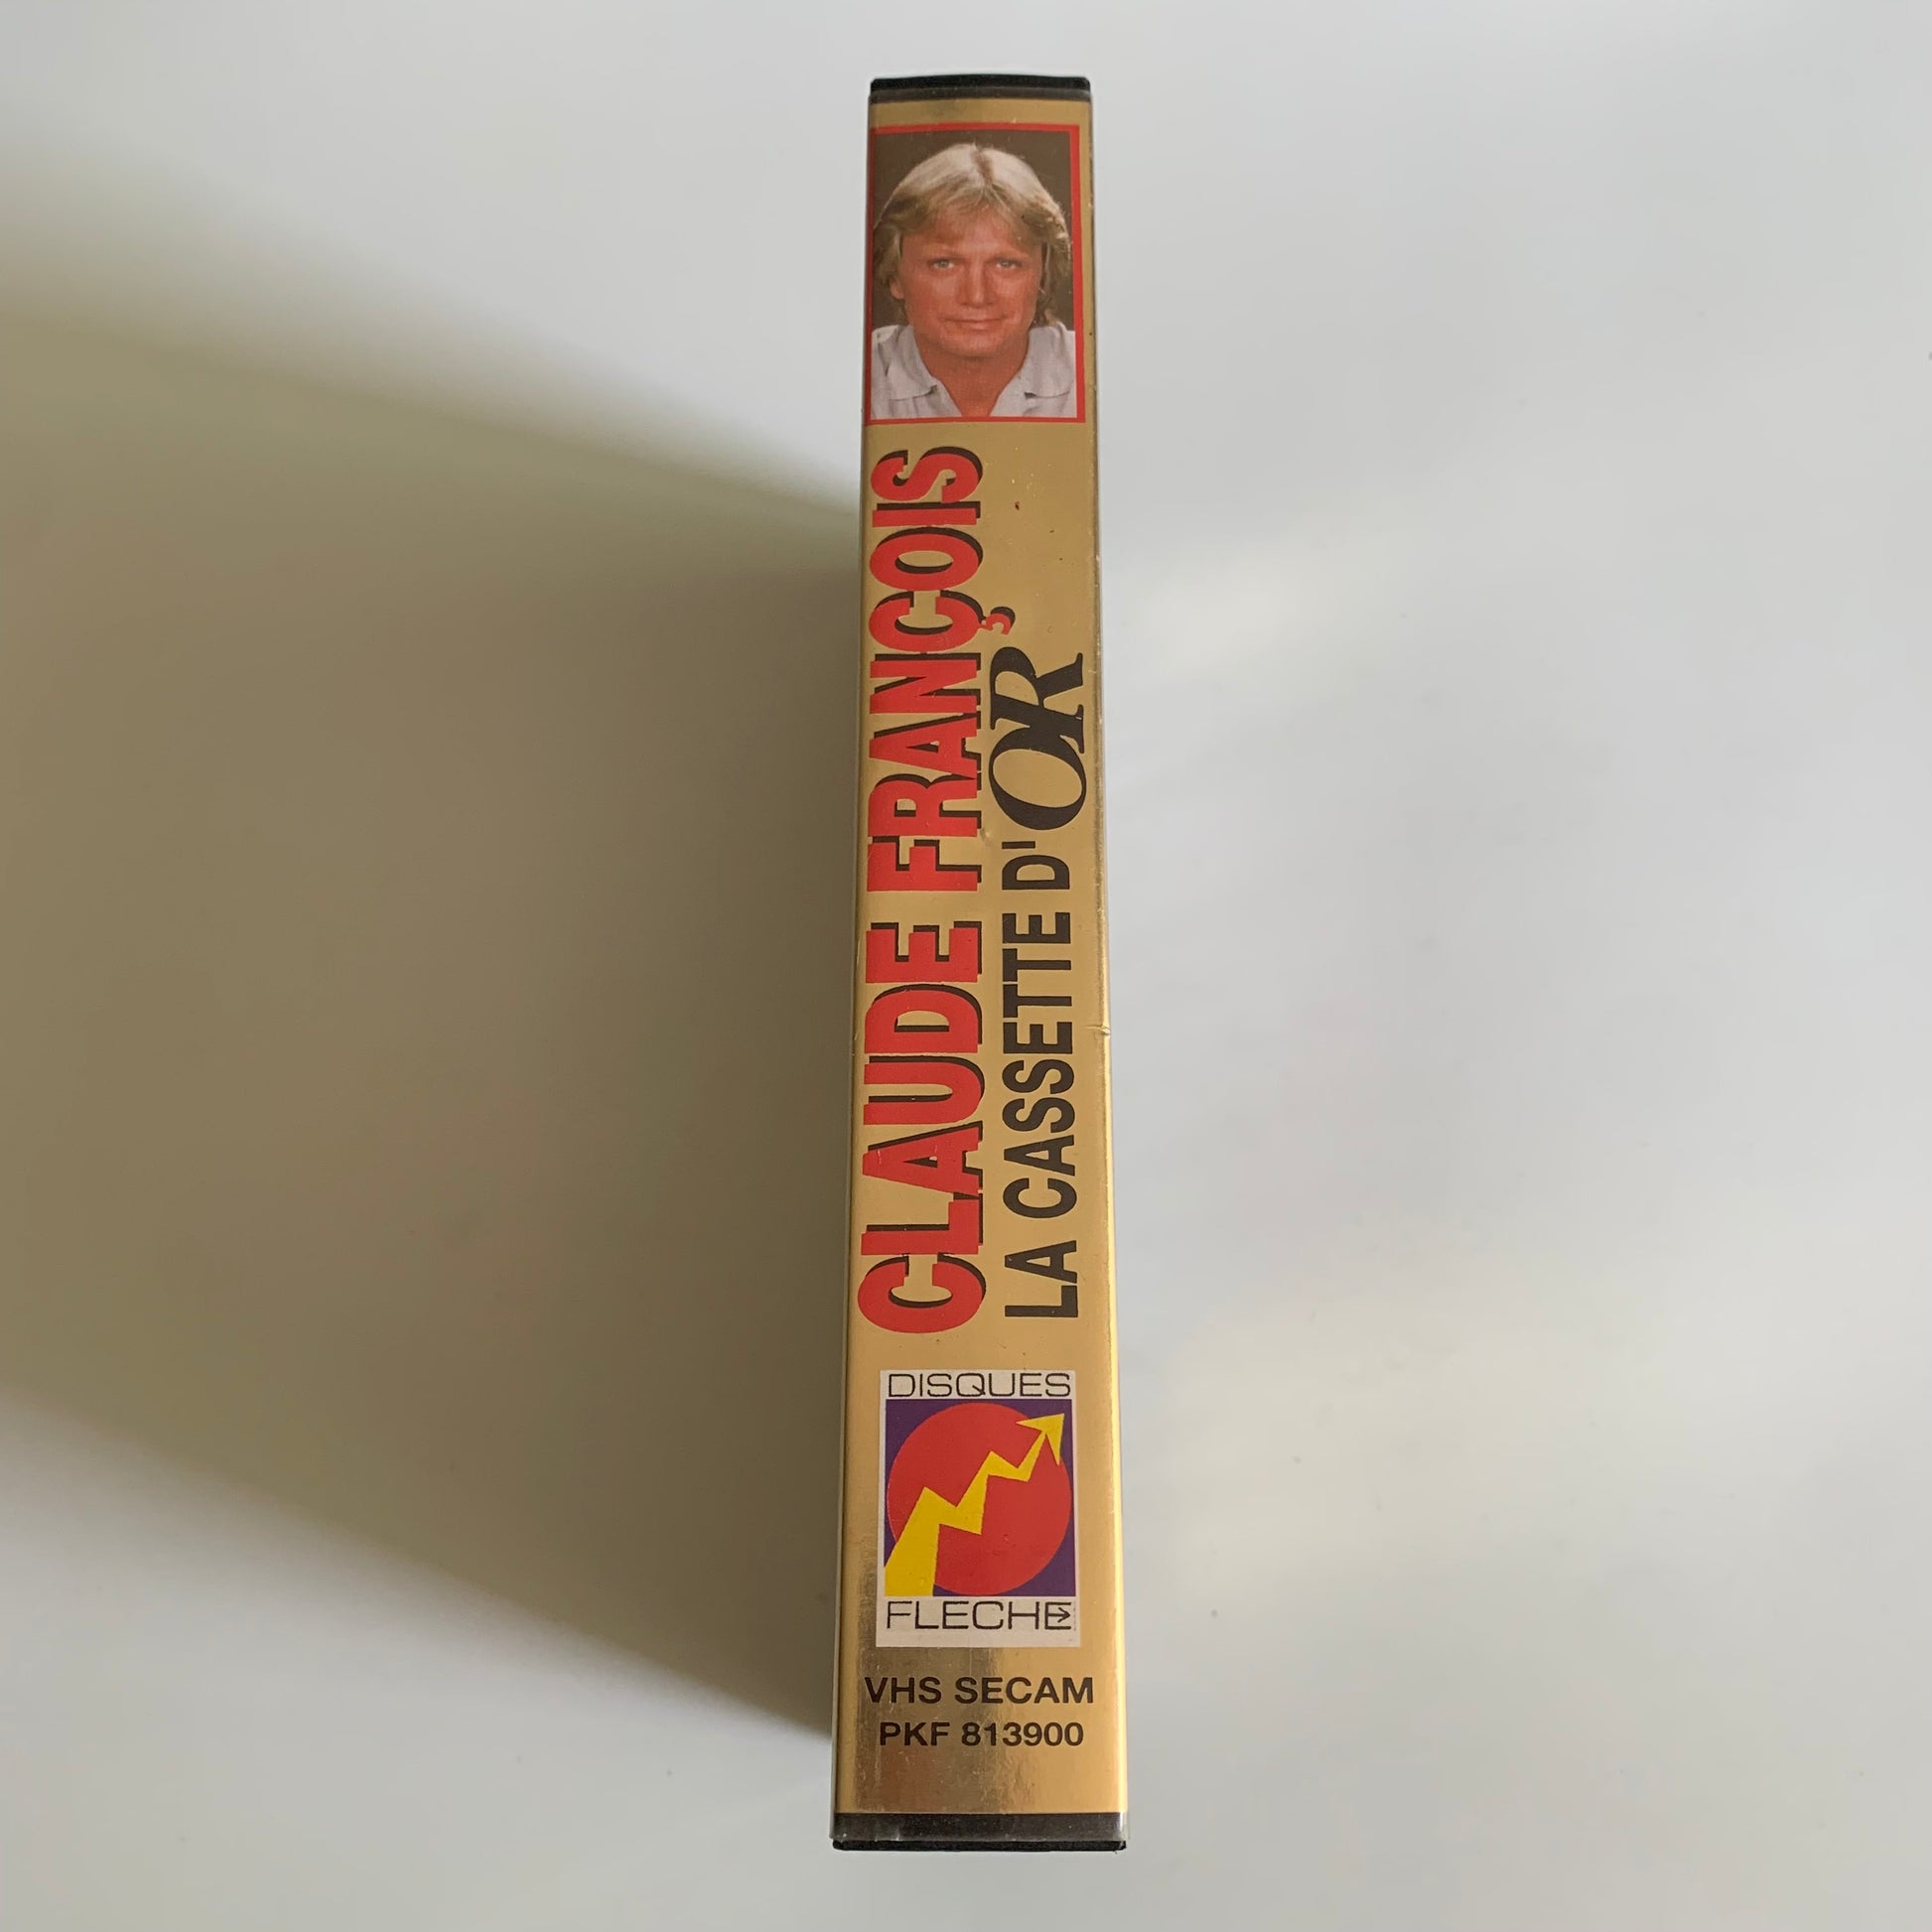 CLAUDE FRANÇOIS
LA CASSETTE D'OR
DISQUES
FLECHE
VHS SECAM
PKF 813900